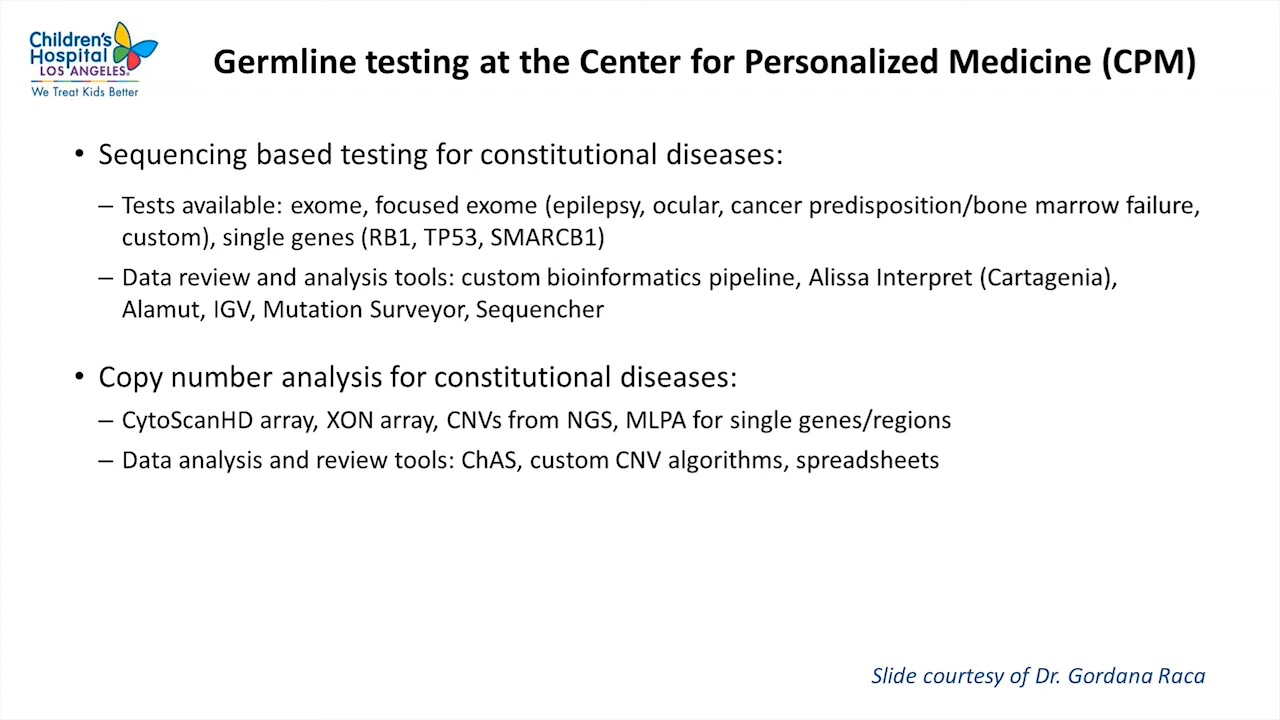 Children's
Hospital
LOS ANGELES®
We Treat Kids Better
Germline testing at the Center for Personalized Medicine (CPM)
• Sequencing based testing for constitutional diseases:
– Tests available: exome, focused exome (epilepsy, ocular, cancer predisposition/bone marrow failure,
custom), single genes (RB1, TP53, SMARCB1)
– Data review and analysis tools: custom bioinformatics pipeline, Alissa Interpret (Cartagenia),
Alamut, IGV, Mutation Surveyor, Sequencher
• Copy number analysis for constitutional diseases:
– CytoScanHD array, XON array, CNVs from NGS, MLPA for single genes/regions
– Data analysis and review tools: ChAS, custom CNV algorithms, spreadsheets
Slide courtesy of Dr. Gordana Raca